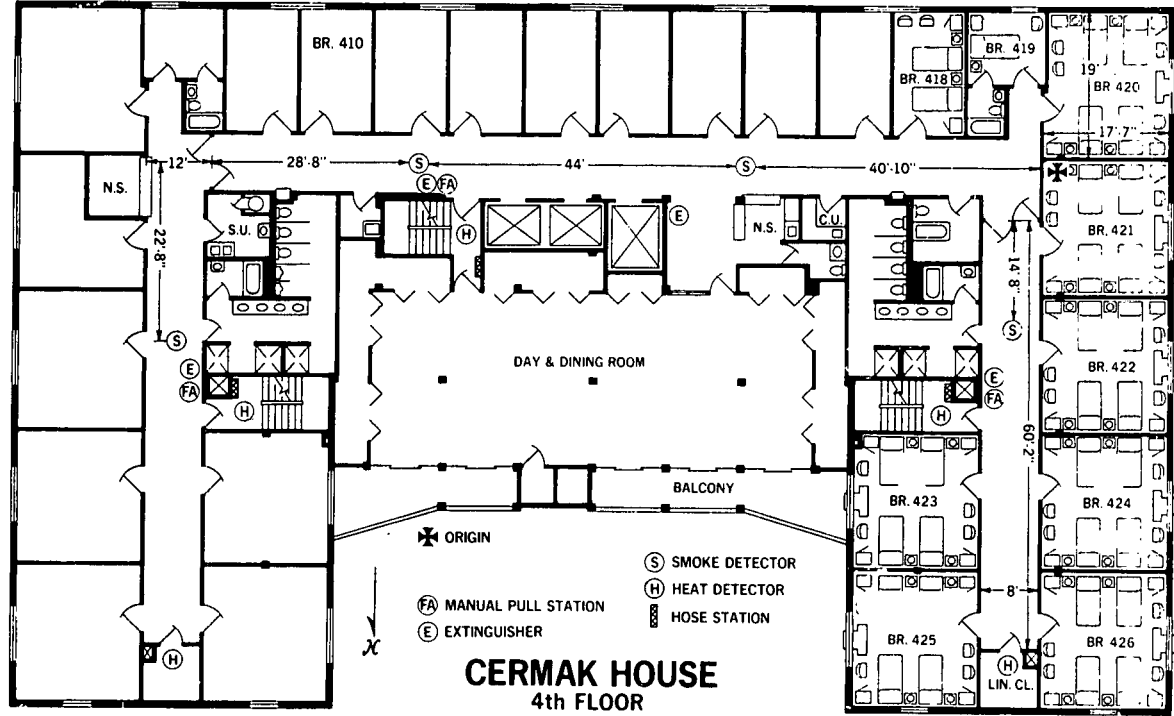 BR. 410
BR. 418
BR. 419
19'
BR 420
17'-7"
12'
28'-8"
S
44'
S
40'-10"
N.S.
E FA
H
E
N.S.
C.U.
S.U.
BR. 421
22'-8"
14'-8"
S
S
DAY & DINING ROOM
BR. 422
E
FA
H
E
FA
H
60'-2"
BALCONY
BR. 423
BR. 424
ORIGIN
S SMOKE DETECTOR
H HEAT DETECTOR
HOSE STATION
FA MANUAL PULL STATION
E EXTINGUISHER
N
8'
BR. 425
BR. 426
H
H
LIN. CL.
CERMAK HOUSE
4th FLOOR